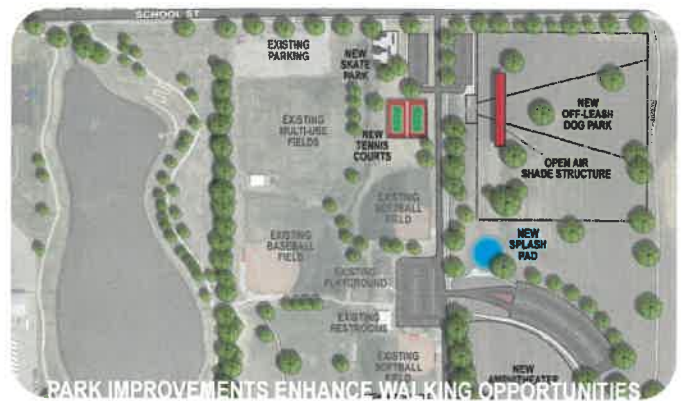 SCHOOL ST
EXISTING
PARKING
NEW
SKATE
PARK
EXISTING
MULTI-USE
FIELDS
NEW
TENNIS
COURTS
NEW
OFF-LEASH
DOG PARK
OPEN AIR
SHADE STRUCTURE
EXISTING
SOFTBALL
FIELD
EXISTING
BASEBALL
FIELD
NEW
SPLASH
PAD
EXISTING
PLAYGROUND
EXISTING
RESTROOMS
EXISTING
SOFTBALL
FIELD
NEW
AMPHITHEATER
PARK IMPROVEMENTS ENHANCE WALKING OPPORTUNITIES